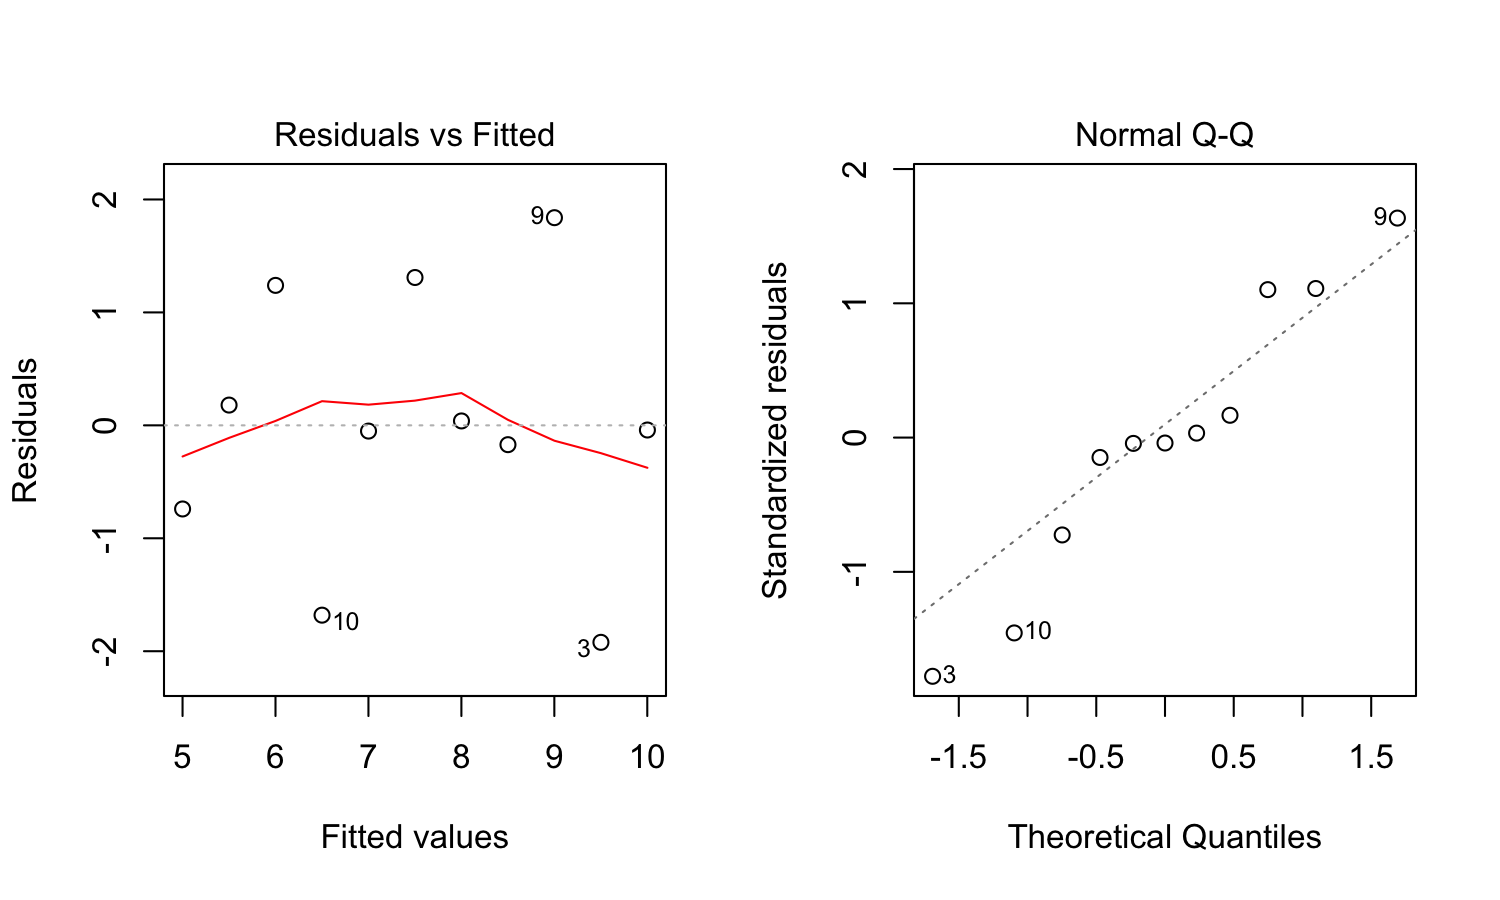 Residuals vs Fitted
Residuals
2
1
0
-1
-2
9
10
3
5 6 7 8 9 10
Fitted values
Normal Q-Q
Standardized residuals
2
1
0
-1
9
10
3
-1.5 -0.5 0.5 1.5
Theoretical Quantiles